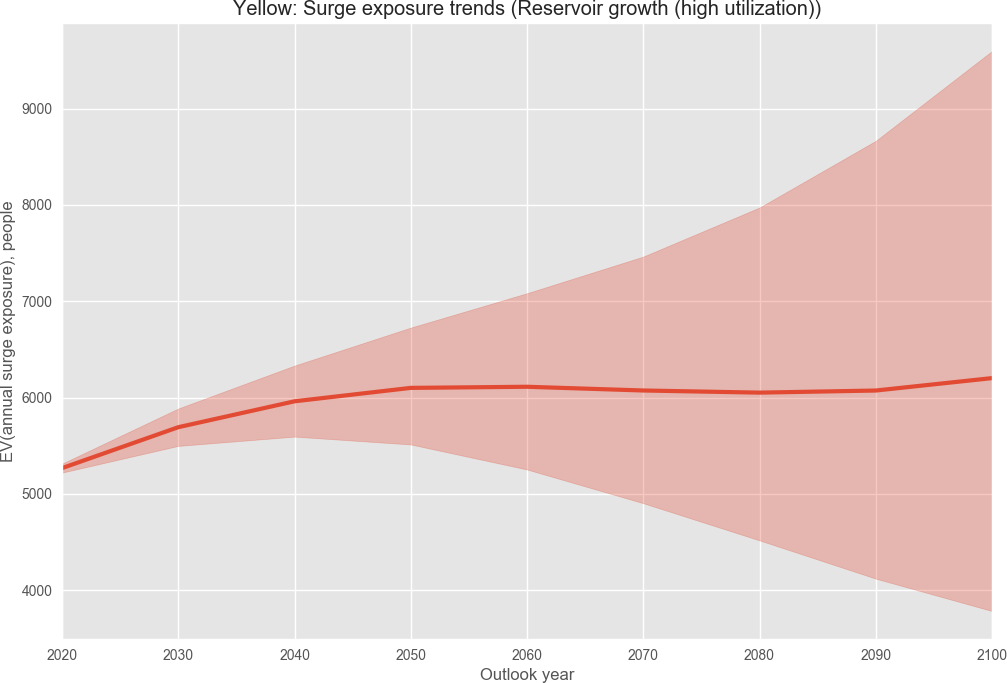 Yellow: Surge exposure trends (Reservoir growth (high utilization))
EV(annual surge exposure), people
9000
8000
7000
6000
5000
4000
2020 2030 2040 2050 2060 2070 2080 2090 2100
Outlook year